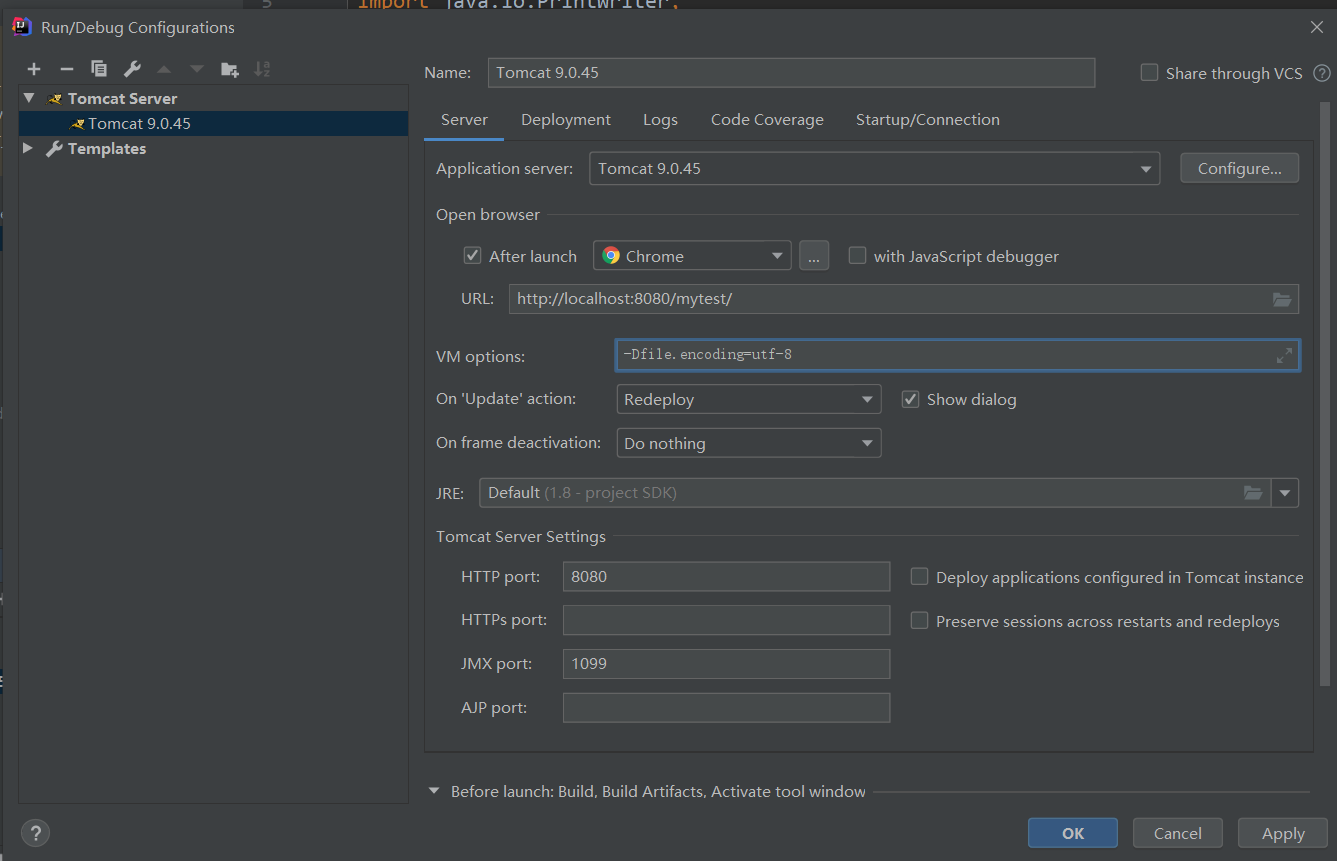 5 import java.io.PrintWriter;
Run/Debug Configurations
Name: Tomcat 9.0.45 Share through VCS ?
Tomcat Server
Tomcat 9.0.45
Templates
Server Deployment Logs Code Coverage Startup/Connection
Application server: Tomcat 9.0.45 Configure...
Open browser
After launch Chrome ... with JavaScript debugger
URL: http://localhost:8080/mytest/
VM options: -Dfile.encoding=utf-8
On 'Update' action: Redeploy Show dialog
On frame deactivation: Do nothing
JRE: Default (1.8 - project SDK)
Tomcat Server Settings
HTTP port: 8080 Deploy applications configured in Tomcat instance
HTTPs port: Preserve sessions across restarts and redeploys
JMX port: 1099
AJP port:
Before launch: Build, Build Artifacts, Activate tool window
? OK Cancel Apply